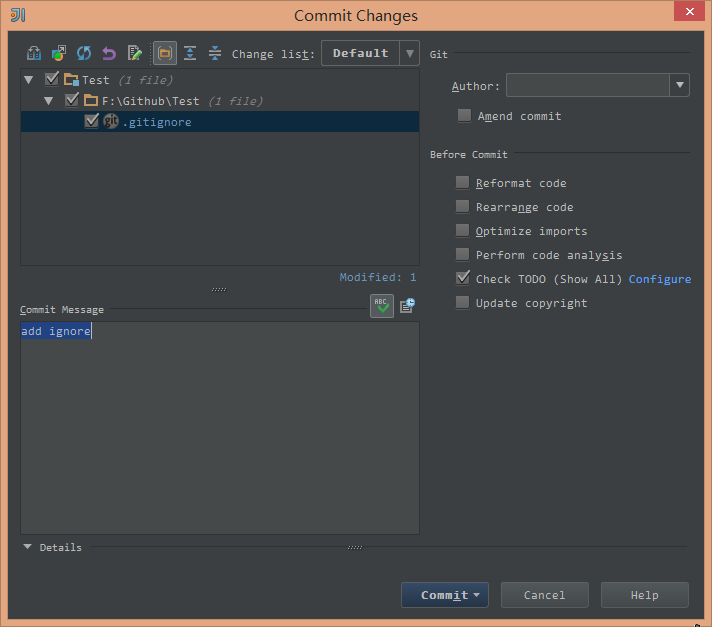 Commit Changes
Change list: Default
Git
Test (1 file)
F:\Github\Test (1 file)
.gitignore
Author:
Amend commit
Before Commit
Reformat code
Rearrange code
Optimize imports
Perform code analysis
Check TODO (Show All) Configure
Update copyright
Modified: 1
Commit Message
ABC
add ignore
Details
Commit
Cancel
Help